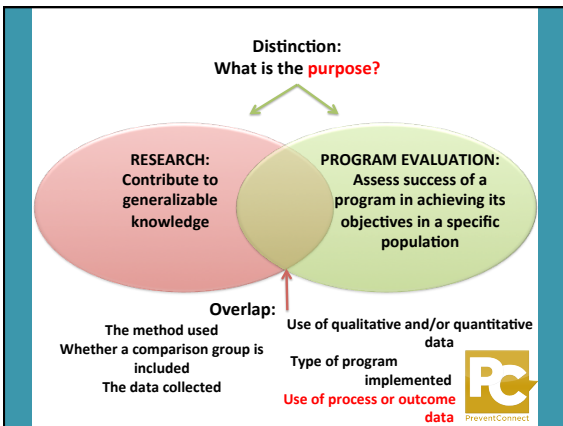 Distinction:
What is the purpose?
RESEARCH:
Contribute to
generalizable
knowledge
PROGRAM EVALUATION:
Assess success of a
program in achieving its
objectives in a specific
population
Overlap:
The method used
Whether a comparison group is
included
The data collected
Use of qualitative and/or quantitative
data
Type of program
implemented
Use of process or outcome
data
PC
PreventConnect